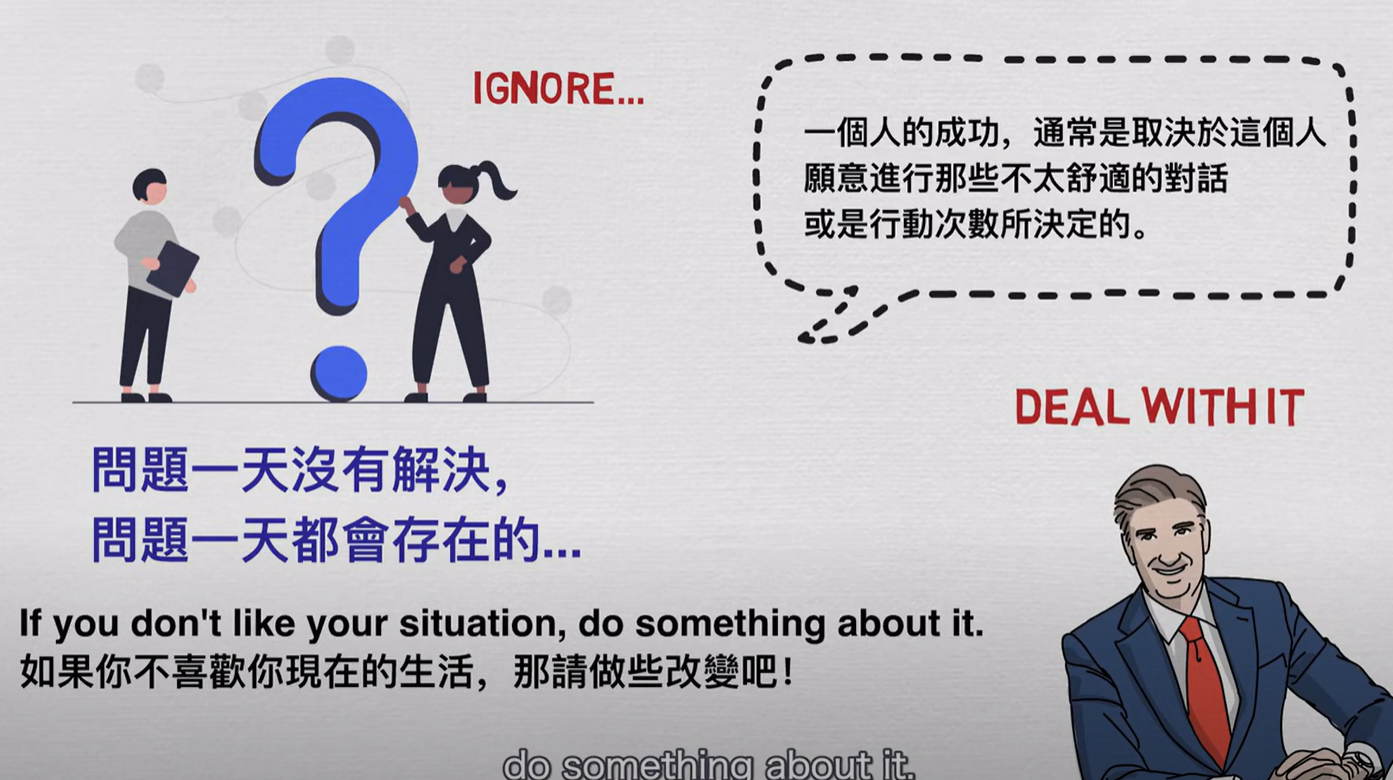 IGNORE...
一個人的成功，通常是取決於這個人
願意進行那些不太舒適的對話
或是行動次數所決定的。
DEAL WITH IT
問題一天沒有解決，
問題一天都會存在的...
If you don't like your situation, do something about it.
如果你不喜歡你現在的生活，那請做些改變吧！
do something about it.